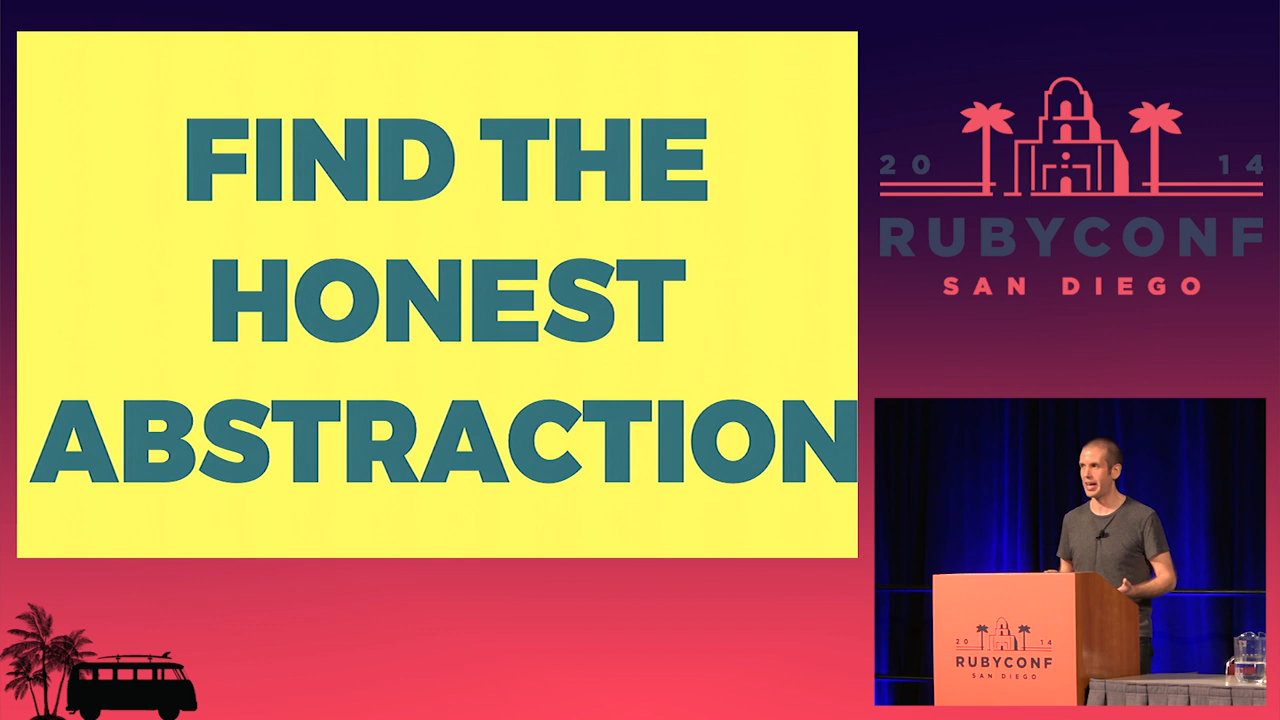 FIND THE
HONEST
ABSTRACTION
20 14
RUBYCONF
SAN DIEGO
20 14
RUBYCONF
SAN DIEGO